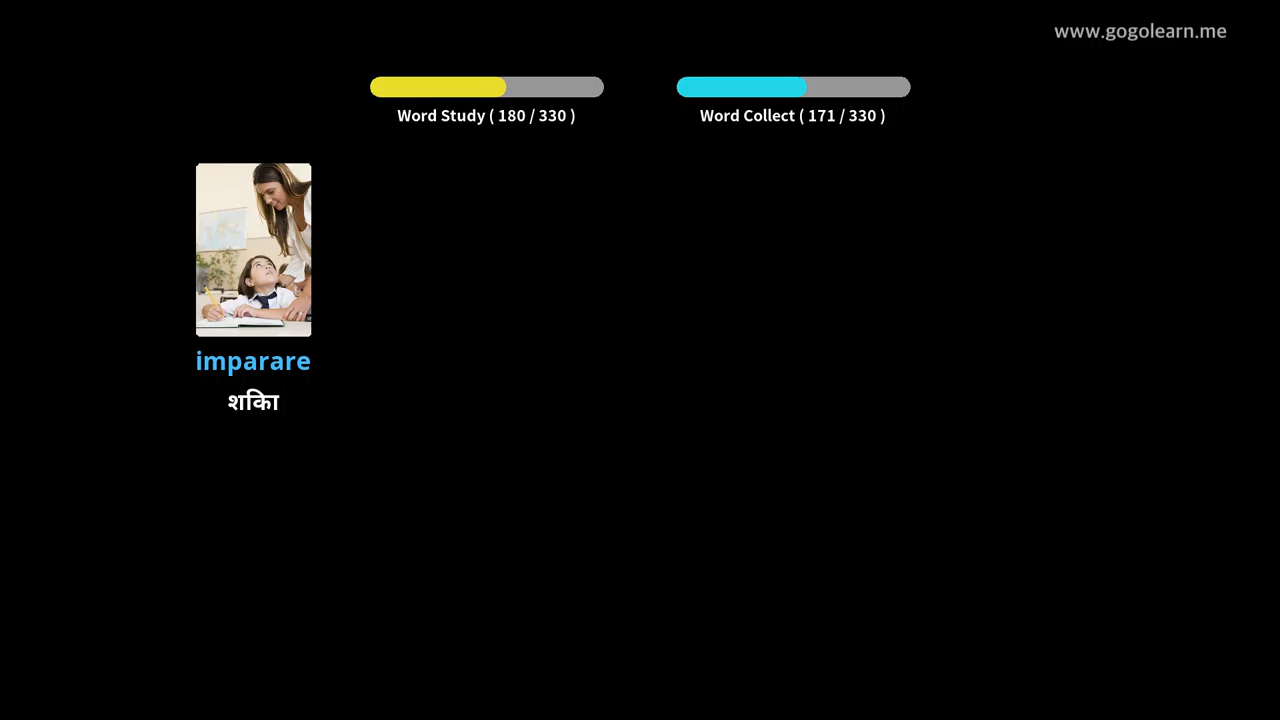 www.gogolearn.me
Word Study ( 180 / 330 )
Word Collect ( 171 / 330 )
imparare
शकिा